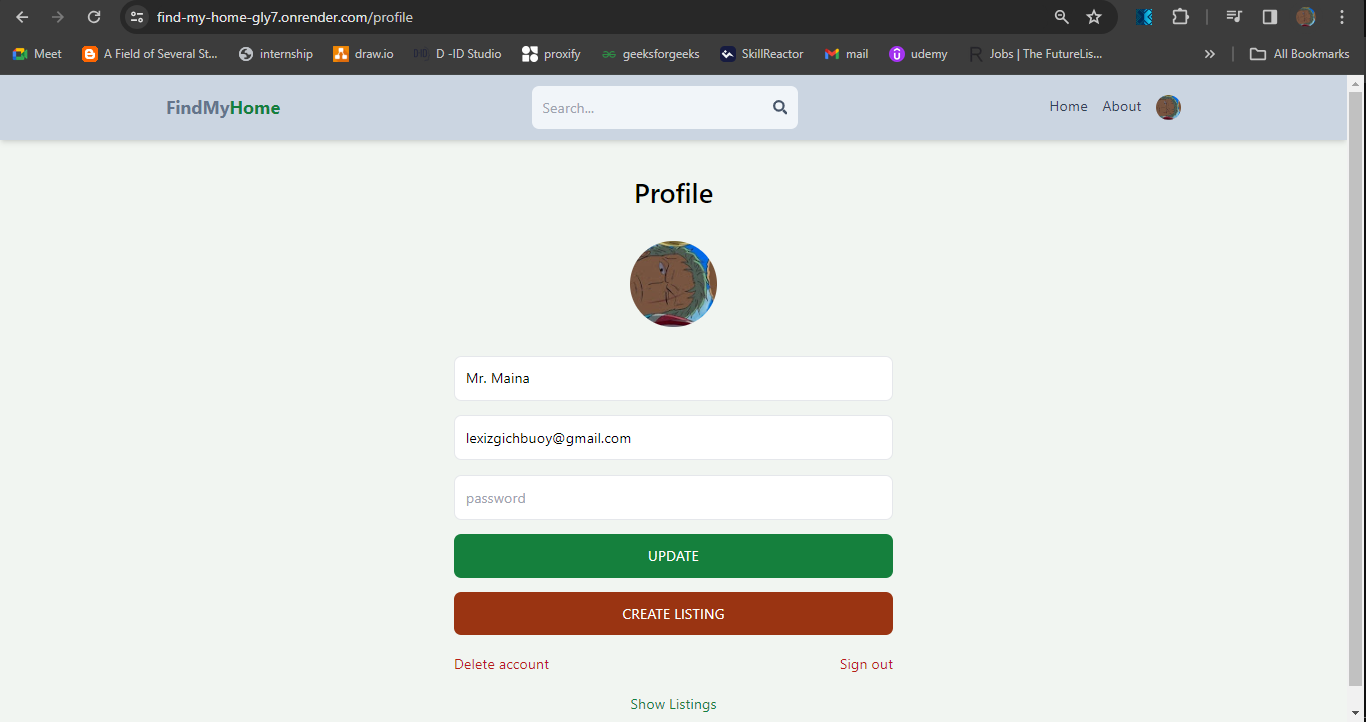 find-my-home-gly7.onrender.com/profile
Meet A Field of Several St... internship draw.io D -ID Studio proxify geeksforgeeks SkillReactor mail udemy Jobs | The FutureLis... » All Bookmarks
FindMyHome Search... Home About
Profile
Mr. Maina
lexizgichbuoy@gmail.com
password
UPDATE
CREATE LISTING
Delete account Sign out
Show Listings